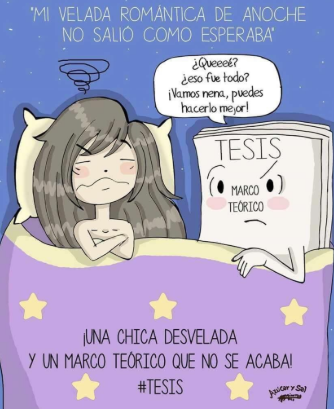 "MI VELADA ROMÁNTICA DE ANOCHE
NO SALIÓ COMO ESPERABA"
¿Queeeé?
¿eso fue todo?
¡Vamos nena, puedes
hacerlo mejor!
TESIS
MARCO
TEÓRICO
¡UNA CHICA DESVELADA
Y UN MARCO TEÓRICO QUE NO SE ACABA!
#TESIS
Azúcar y Sal